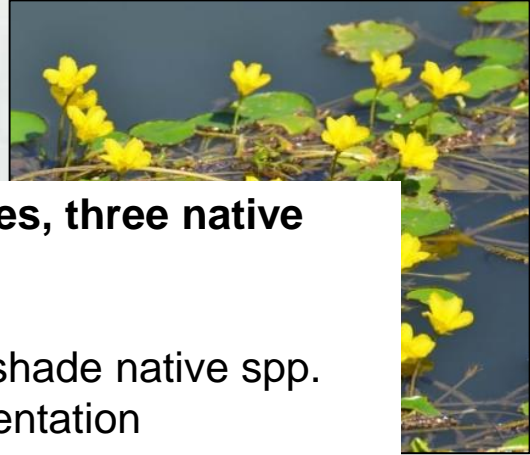 es, three native
shade native spp.
entation